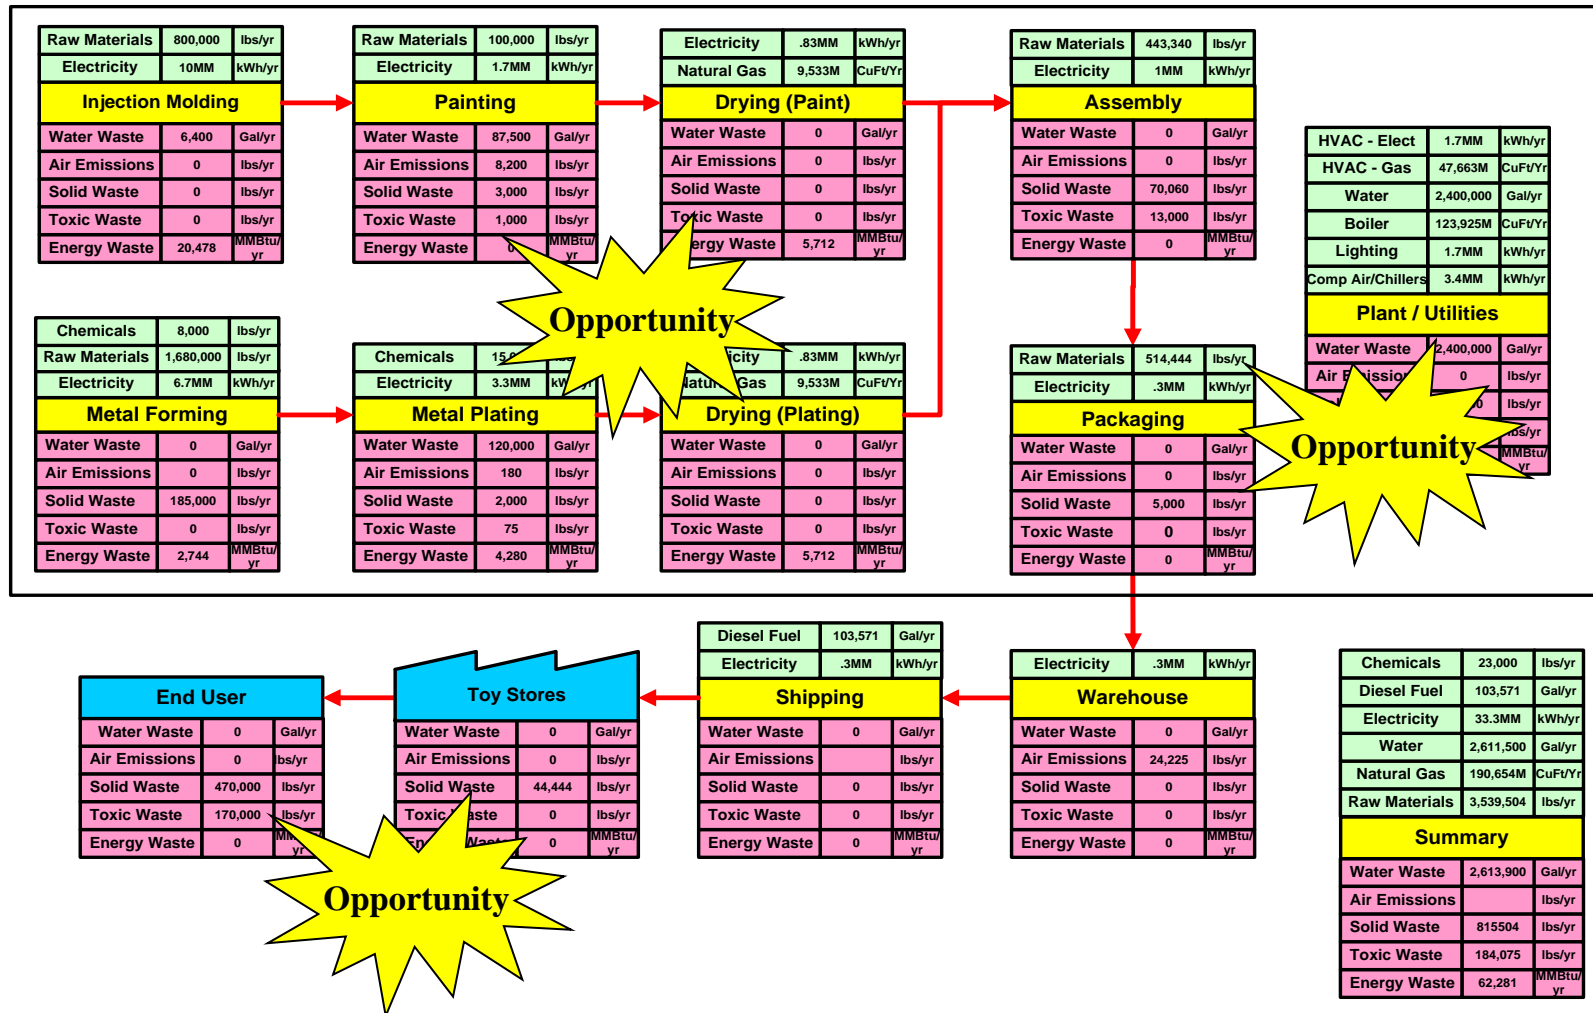 Raw Materials 800,000 lbs/yr
Electricity 10MM kWh/yr
Injection Molding
Water Waste 6,400 Gal/yr
Air Emissions 0 lbs/yr
Solid Waste 0 lbs/yr
Toxic Waste 0 lbs/yr
Energy Waste 20,478 MMBtu/
yr
Raw Materials 100,000 lbs/yr
Electricity 1.7MM kWh/yr
Painting
Water Waste 87,500 Gal/yr
Air Emissions 8,200 lbs/yr
Solid Waste 3,000 lbs/yr
Toxic Waste 1,000 lbs/yr
Energy Waste 0 MMBtu/
yr
Electricity .83MM kWh/yr
Natural Gas 9,533M CuFt/Yr
Drying (Paint)
Water Waste 0 Gal/yr
Air Emissions 0 lbs/yr
Solid Waste 0 lbs/yr
Toxic Waste 0 lbs/yr
Energy Waste 5,712 MMBtu/
yr
Raw Materials 443,340 lbs/yr
Electricity 1MM kWh/yr
Assembly
Water Waste 0 Gal/yr
Air Emissions 0 lbs/yr
Solid Waste 70,060 lbs/yr
Toxic Waste 13,000 lbs/yr
Energy Waste 0 MMBtu/
yr
HVAC - Elect 1.7MM kWh/yr
HVAC - Gas 47,663M CuFt/Yr
Water 2,400,000 Gal/yr
Boiler 123,925M CuFt/Yr
Lighting 1.7MM kWh/yr
Comp Air/Chillers 3.4MM kWh/yr
Plant / Utilities
Water Waste 2,400,000 Gal/yr
Air Emission 0 lbs/yr
lbs/yr
lbs/yr
MMBtu/
yr
Opportunity
Opportunity
Chemicals 8,000 lbs/yr
Raw Materials 1,680,000 lbs/yr
Electricity 6.7MM kWh/yr
Metal Forming
Water Waste 0 Gal/yr
Air Emissions 0 lbs/yr
Solid Waste 185,000 lbs/yr
Toxic Waste 0 lbs/yr
Energy Waste 2,744 MMBtu/
yr
Chemicals
Electricity 3.3MM
Metal Plating
Water Waste 120,000 Gal/yr
Air Emissions 180 lbs/yr
Solid Waste 2,000 lbs/yr
Toxic Waste 75 lbs/yr
Energy Waste 4,280 MMBtu/
yr
.83MM kWh/yr
Natural Gas 9,533M CuFt/Yr
Drying (Plating)
Water Waste 0 Gal/yr
Air Emissions 0 lbs/yr
Solid Waste 0 lbs/yr
Toxic Waste 0 lbs/yr
Energy Waste 5,712 MMBtu/
yr
Raw Materials 514,444 lbs/yr
Electricity .3MM kWh/yr
Packaging
Water Waste 0 Gal/yr
Air Emissions 0 lbs/yr
Solid Waste 5,000 lbs/yr
Toxic Waste 0 lbs/yr
Energy Waste 0 MMBtu/
yr
End User
Water Waste 0 Gal/yr
Air Emissions 0 lbs/yr
Solid Waste 470,000 lbs/yr
Toxic Waste 170,000 lbs/yr
Energy Waste 0 MMBtu/
yr
Toy Stores
Water Waste 0 Gal/yr
Air Emissions 0 lbs/yr
Solid Waste 44,444 lbs/yr
Toxic Waste 0 lbs/yr
Energy Waste 0 MMBtu/
yr
Opportunity
Diesel Fuel 103,571 Gal/yr
Electricity .3MM kWh/yr
Shipping
Water Waste 0 Gal/yr
Air Emissions lbs/yr
Solid Waste 0 lbs/yr
Toxic Waste 0 lbs/yr
Energy Waste 0 MMBtu/
yr
Electricity .3MM kWh/yr
Warehouse
Water Waste 0 Gal/yr
Air Emissions 24,225 lbs/yr
Solid Waste 0 lbs/yr
Toxic Waste 0 lbs/yr
Energy Waste 0 MMBtu/
yr
Chemicals 23,000 lbs/yr
Diesel Fuel 103,571 Gal/yr
Electricity 33.3MM kWh/yr
Water 2,611,500 Gal/yr
Natural Gas 190,654M CuFt/Yr
Raw Materials 3,539,504 lbs/yr
Summary
Water Waste 2,613,900 Gal/yr
Air Emissions lbs/yr
Solid Waste 815504 lbs/yr
Toxic Waste 184,075 lbs/yr
Energy Waste 62,281 MMBtu/
yr